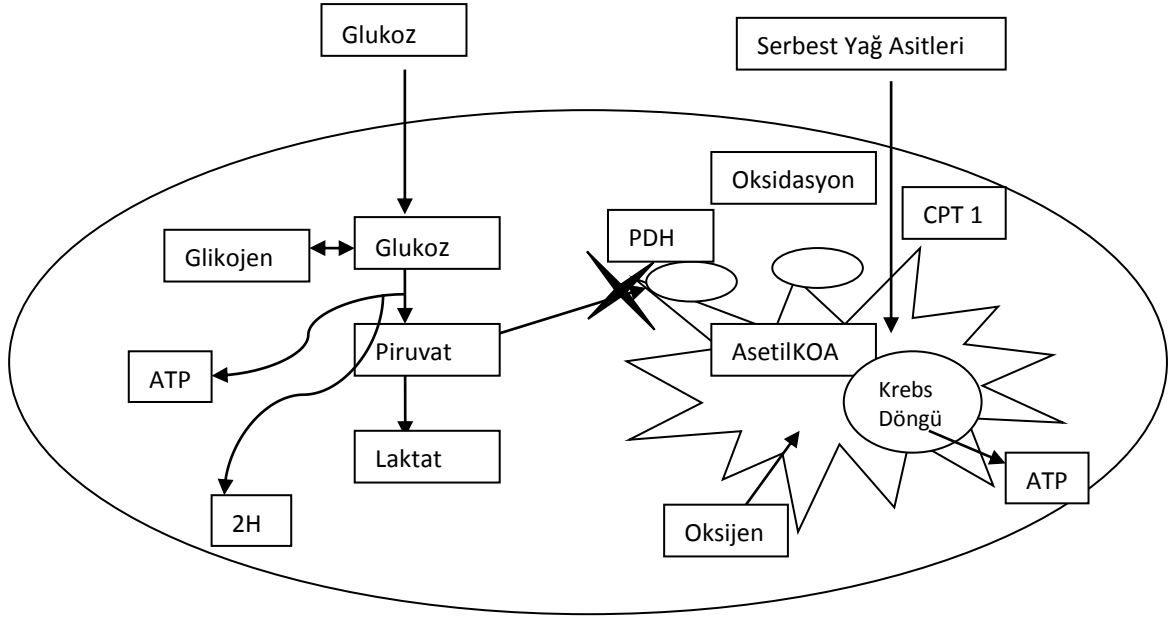 Glukoz
Serbest Yağ Asitleri
Oksidasyon
CPT 1
PDH
Glikojen
Glukoz
Piruvat
AsetilKOA
ATP
Krebs
Döngü
Laktat
ATP
2H
Oksijen